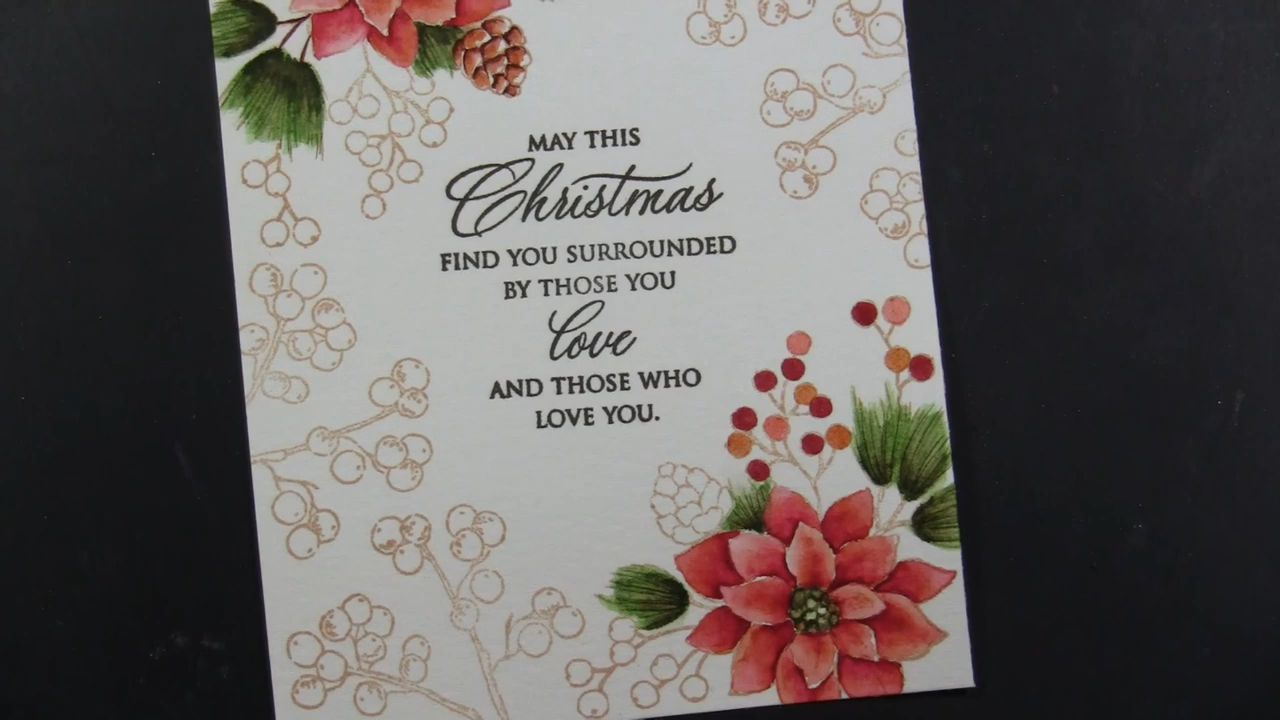 MAY THIS
Christmas
FIND YOU SURROUNDED
BY THOSE YOU
love
AND THOSE WHO
LOVE YOU.